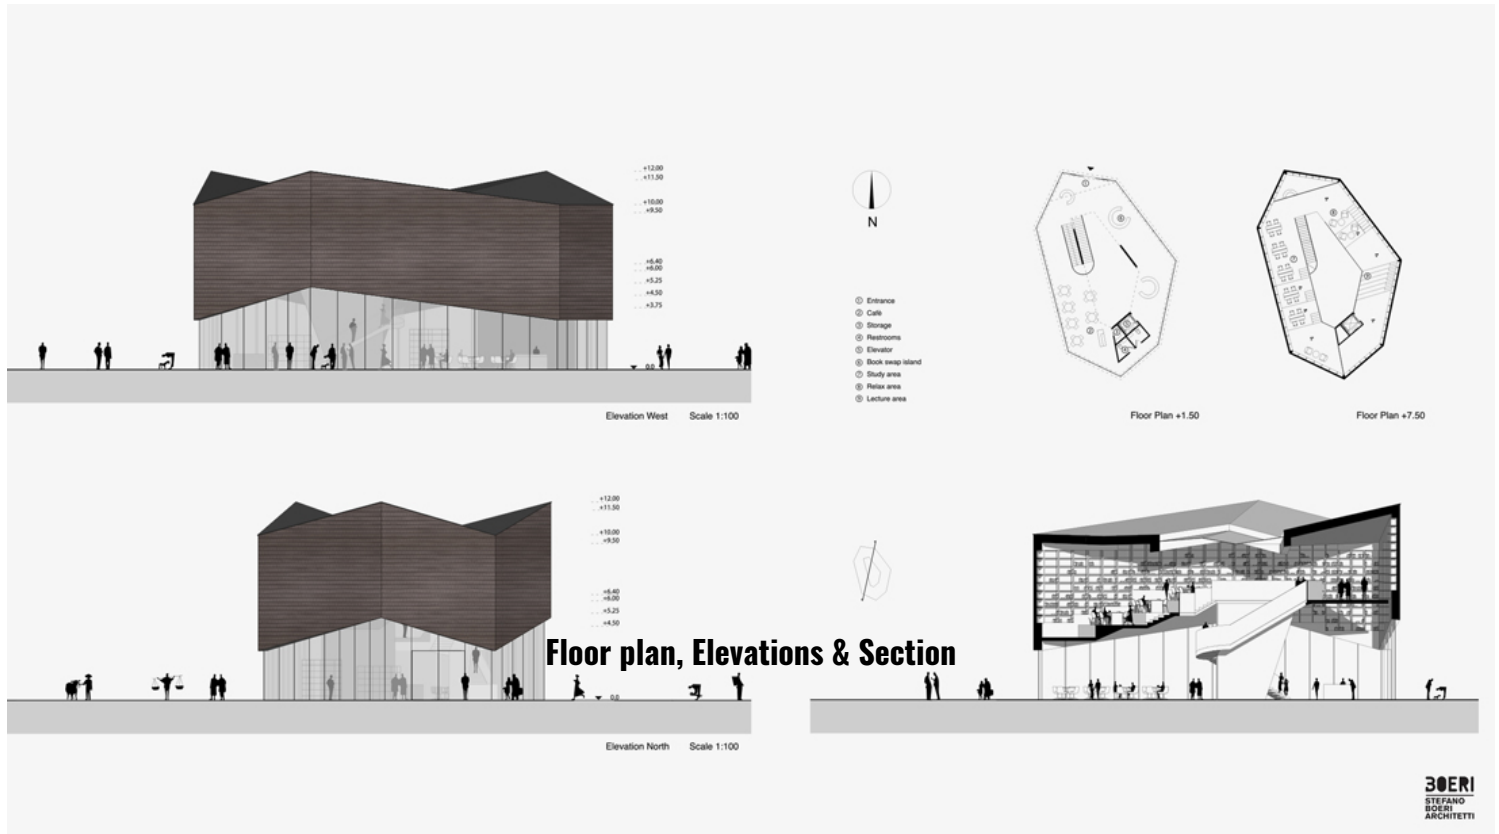 +12.00
+11.50
+10.00
+9.50
+6.40
+6.00
+5.25
+4.50
+3.75
0.0
Elevation West Scale 1:100
N
① Entrance
② Café
③ Storage
④ Restrooms
⑤ Elevator
⑥ Book swap island
⑦ Study area
⑧ Relax area
⑨ Lecture area
Floor Plan +1.50 Floor Plan +7.50
+12.00
+11.50
+10.00
+9.50
+6.40
+6.00
+5.25
+4.50
Floor plan, Elevations & Section
0.0
Elevation North Scale 1:100
BOERI
STEFANO
BOERI
ARCHITETTI